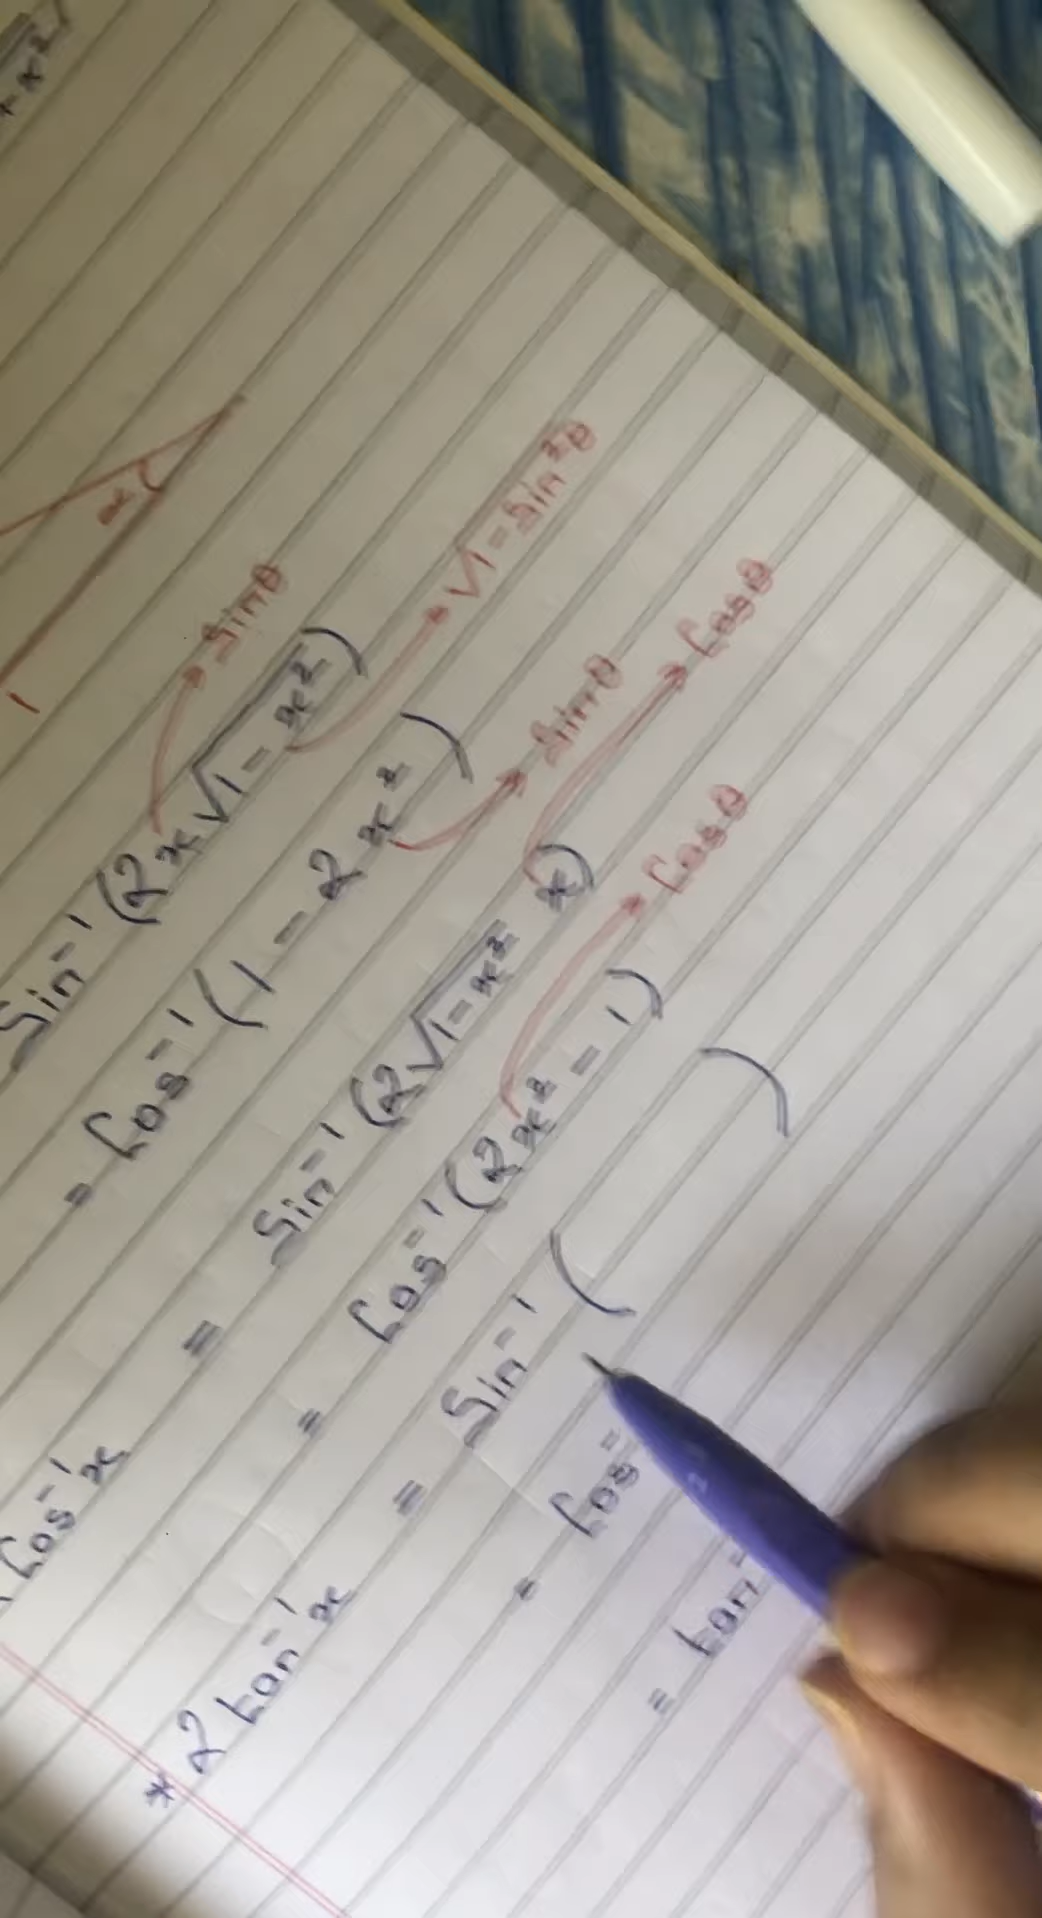 + x²)
α
1
sinθ
√1 - sin²θ
Sin⁻¹ (2x√1 - x²)
sinθ
= Cos⁻¹ (1 - 2x²)
Cosθ
Cos⁻¹x = Sin⁻¹ (2√1 - x² x)
Cosθ
= Cos⁻¹ (2x² - 1)
* 2 tan⁻¹x = Sin⁻¹ ( )
= Cos⁻
= tan⁻